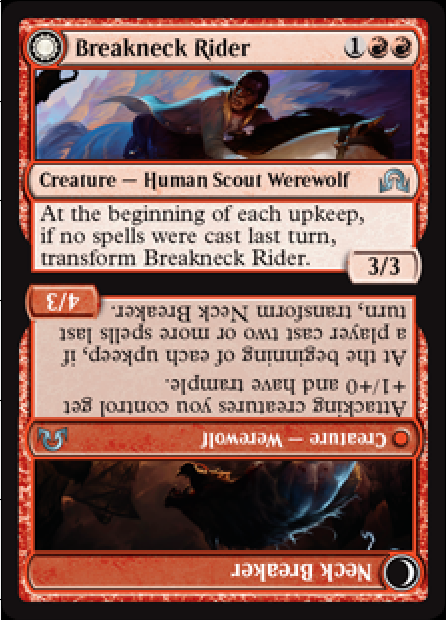 Breakneck Rider 1
Creature — Human Scout Werewolf
At the beginning of each upkeep,
if no spells were cast last turn,
transform Breakneck Rider.
3/3
Neck Breaker
Creature — Werewolf
Attacking creatures you control get
+1/+0 and have trample.
At the beginning of each upkeep, if
a player cast two or more spells last
turn, transform Neck Breaker.
4/3